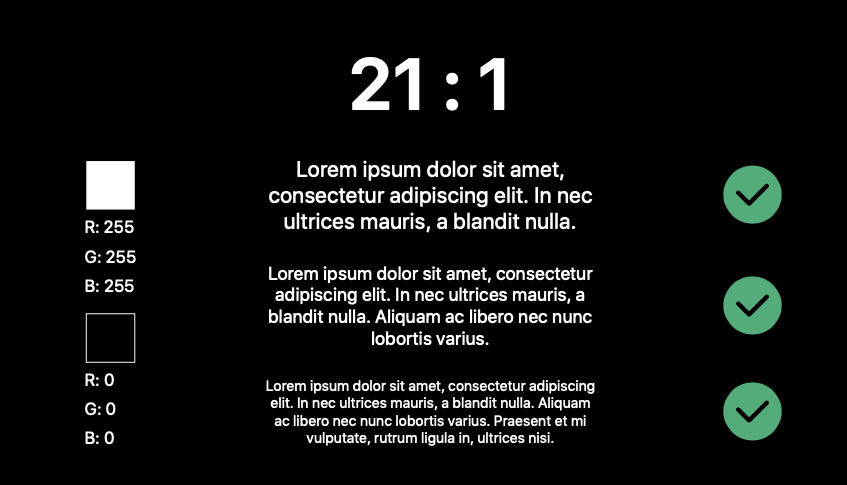 21 : 1
R: 255
G: 255
B: 255
R: 0
G: 0
B: 0
Lorem ipsum dolor sit amet,
consectetur adipiscing elit. In nec
ultrices mauris, a blandit nulla.
Lorem ipsum dolor sit amet, consectetur
adipiscing elit. In nec ultrices mauris, a
blandit nulla. Aliquam ac libero nec nunc
lobortis varius.
Lorem ipsum dolor sit amet, consectetur adipiscing
elit. In nec ultrices mauris, a blandit nulla. Aliquam
ac libero nec nunc lobortis varius. Praesent et mi
vulputate, rutrum ligula in, ultrices nisi.